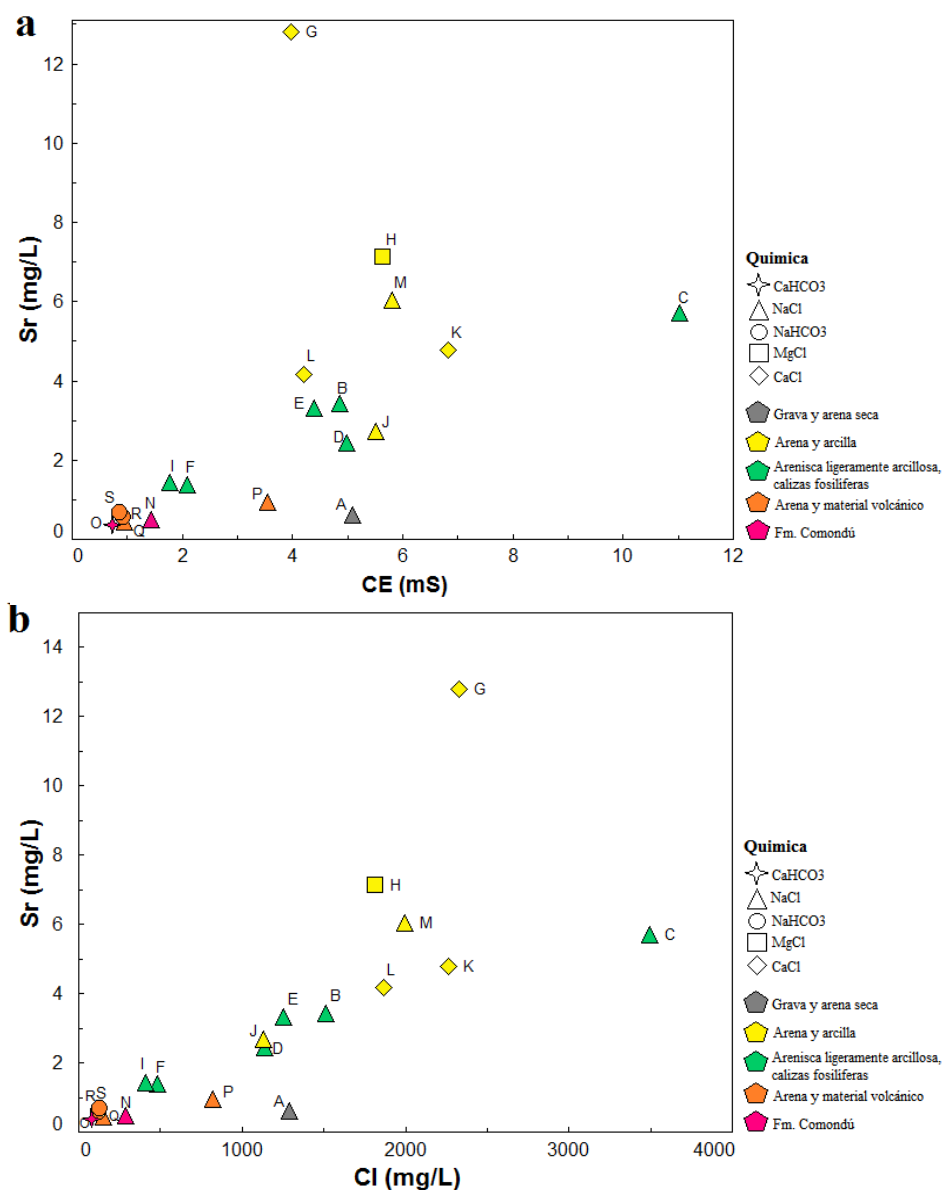 a
G
12
10
Sr (mg/L)
8
H
M
6
C
K
4
L
B
E
J
D
2
I
F
P
A
S
N
R
O
Q
0
0
2
4
6
8
10
12
CE (mS)
Quimica
CaHCO3
NaCl
NaHCO3
MgCl
CaCl
Grava y arena seca
Arena y arcilla
Arenisca ligeramente arcillosa,
calizas fosilíferas
Arena y material volcánico
Fm. Comondú
b
14
G
12
10
Sr (mg/L)
8
H
M
6
C
K
L
4
E
B
J
D
2
I
F
P
R
S
N
A
O
Q
0
0
1000
2000
3000
4000
Cl (mg/L)
Quimica
CaHCO3
NaCl
NaHCO3
MgCl
CaCl
Grava y arena seca
Arena y arcilla
Arenisca ligeramente arcillosa,
calizas fosilíferas
Arena y material volcánico
Fm. Comondú